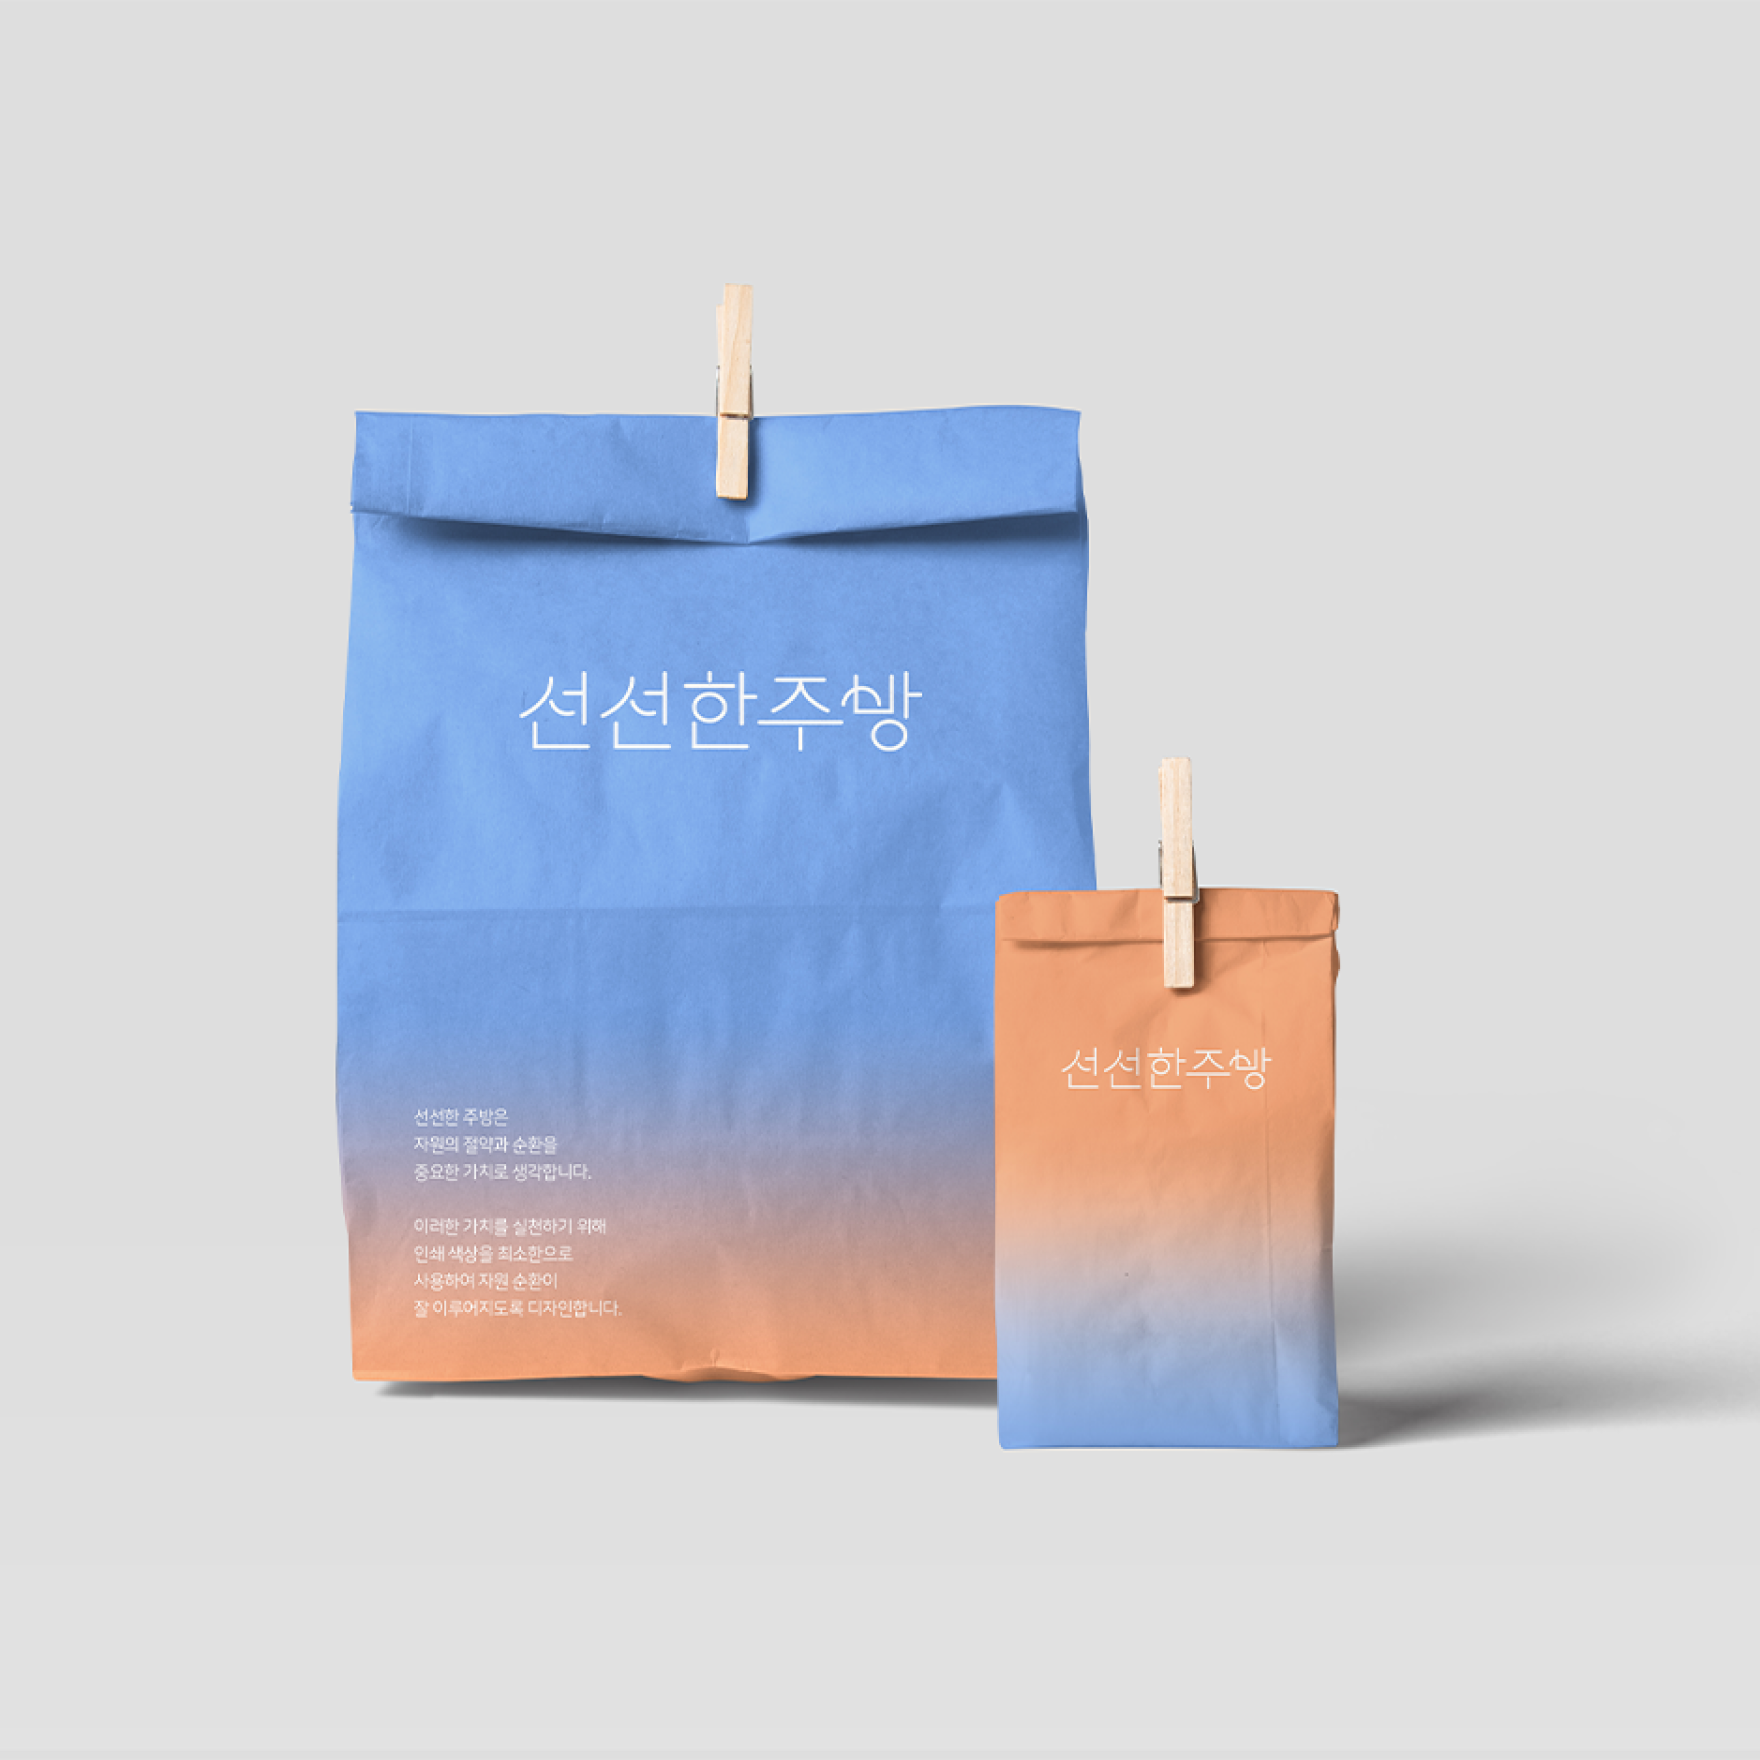 선선한주방
선선한 주방은
자원의 절약과 순환을
중요한 가치로 생각합니다.
이러한 가치를 실천하기 위해
인쇄 색상을 최소한으로
사용하여 자원 순환이
잘 이루어지도록 디자인합니다.
선선한주방